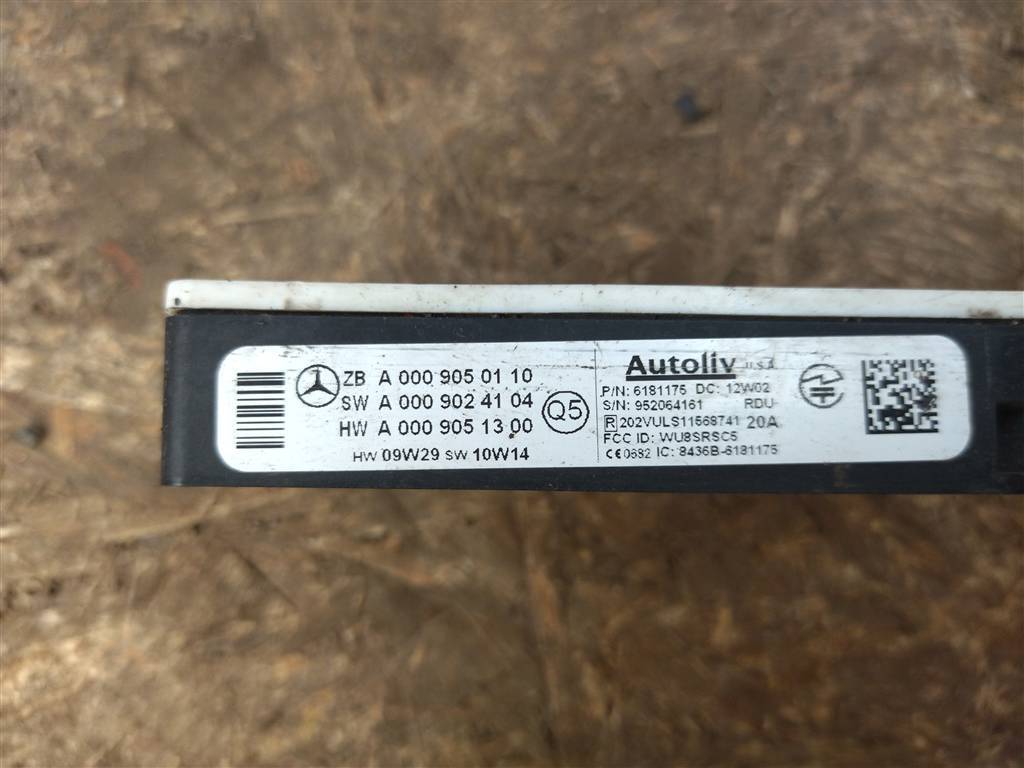 ZB A 000 905 01 10
SW A 000 902 41 04
HW A 000 905 13 00
HW 09W29 SW 10W14
Q5
Autoliv U.S.A
P/N: 6181175 DC: 12W02
S/N: 952064161 RDU
R 202VULS11568741 20A
FCC ID: WU8SRSC5
CE 0682 IC: 8436B-6181175